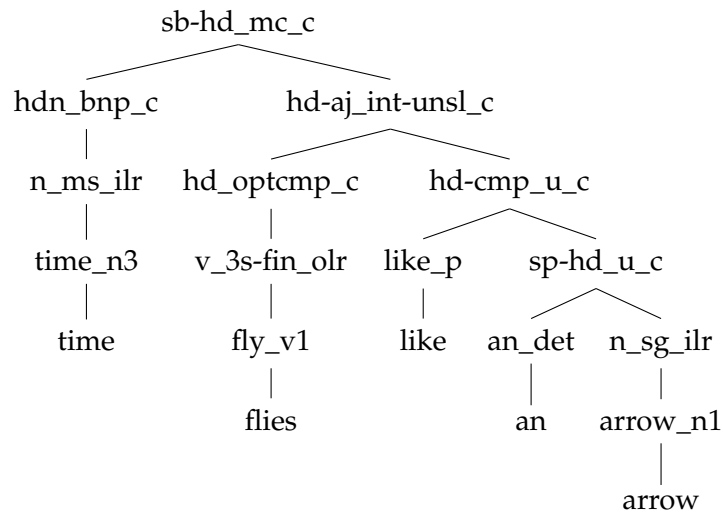 sb-hd_mc_c
hdn_bnp_c hd-aj_int-unsl_c
n_ms_ilr hd_optcmp_c hd-cmp_u_c
time_n3 v_3s-fin_olr like_p sp-hd_u_c
time fly_v1 like an_det n_sg_ilr
flies an arrow_n1
arrow